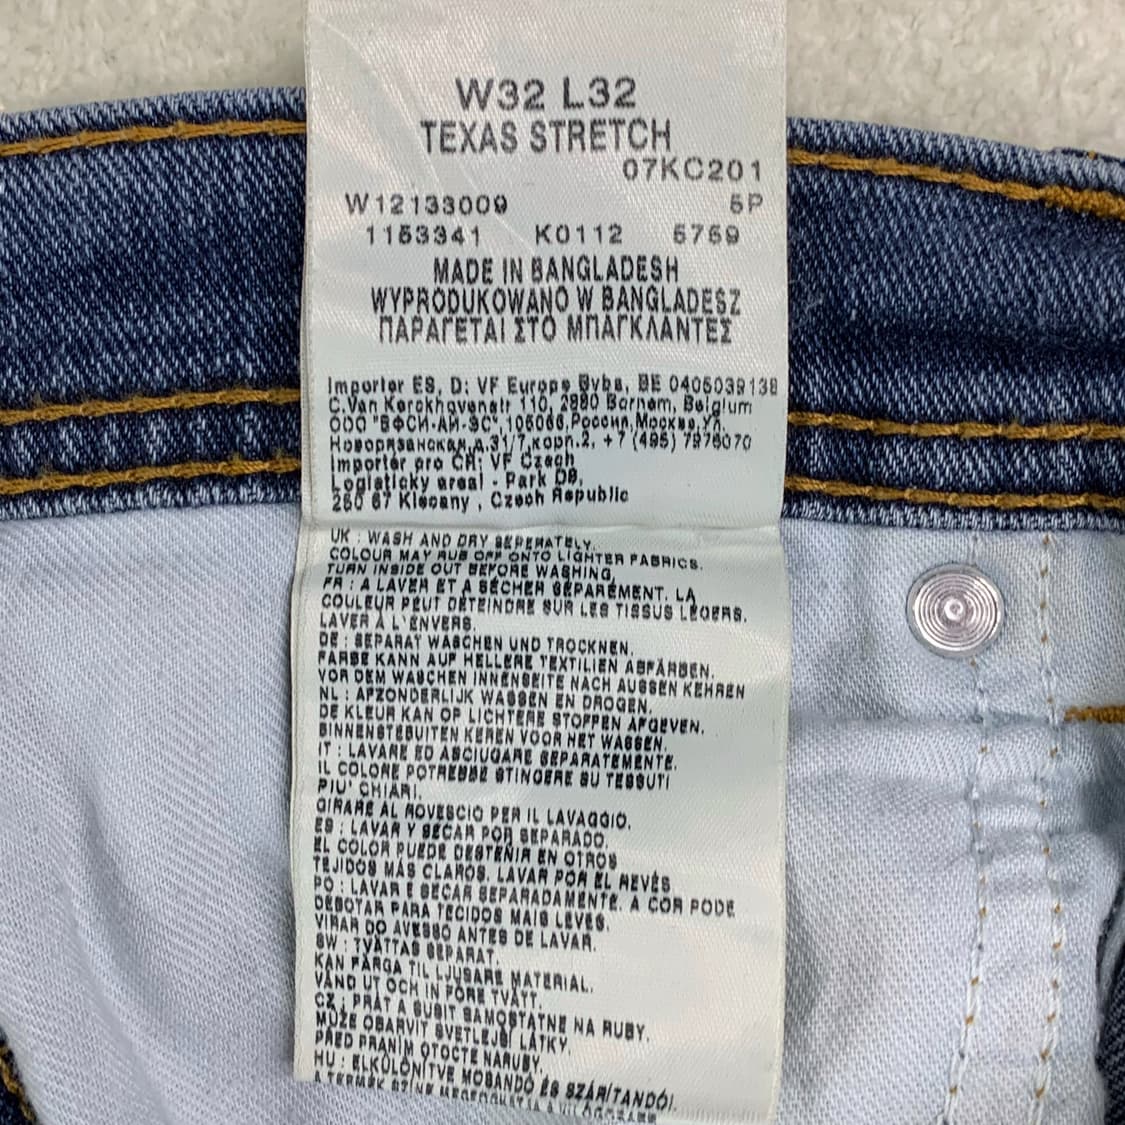 W32 L32
TEXAS STRETCH
07KC201
W12133009 5P
1153341 K0112 5759
MADE IN BANGLADESH
WYPRODUKOWANO W BANGLADESZ
ΠΑΡΑΓΕΤΑΙ ΣΤΟ ΜΠΑΓΚΛΑΝΤΕΣ
Importer ES, D: VF Europe Bvba, BE 0405039138
C.Van Kerckhovenstr 110, 2880 Bornem, Belgium
ООО "ВФСИ-АИ-ЭС", 105066,Россия,Москва,Ул.
Новорязанская,д.31/7,корп.2, +7 (495) 7975070
Importér pro CR: VF Czech
Logisticky areal - Park D8,
250 67 Klecany , Czech Republic
UK : WASH AND DRY SEPERATELY.
COLOUR MAY RUB OFF ONTO LIGHTER FABRICS.
TURN INSIDE OUT BEFORE WASHING,
FR : A LAVER ET A SÉCHER SÉPARÉMENT. LA
COULEUR PEUT DÉTEINDRE SUR LES TISSUS LÉGERS.
LAVER À L'ENVERS.
DE : SEPARAT WASCHEN UND TROCKNEN.
FARBE KANN AUF HELLERE TEXTILIEN ABFÄRBEN.
VOR DEM WASCHEN INNENSEITE NACH AUSSEN KEHREN
NL : AFZONDERLIJK WASSEN EN DROGEN.
DE KLEUR KAN OP LICHTERE STOFFEN AFGEVEN.
BINNENSTEBUITEN KEREN VOOR HET WASSEN.
IT : LAVARE ED ASCIUGARE SEPARATEMENTE.
IL COLORE POTREBBE STINGERE SU TESSUTI
PIU' CHIARI.
GIRARE AL ROVESCIO PER IL LAVAGGIO.
ES : LAVAR Y SECAR POR SEPARADO.
EL COLOR PUEDE DESTEÑIR EN OTROS
TEJIDOS MÁS CLAROS. LAVAR POR EL REVÉS
PO : LAVAR E SECAR SEPARADAMENTE. A COR PODE
DEBOTAR PARA TECIDOS MAIS LEVES.
VIRAR DO AVESSO ANTES DE LAVAR.
SW : TVÄTTAS SEPARAT.
KAN FÄRGA TIL LJUSARE MATERIAL.
VÄND UT OCH IN FÖRE TVÄTT.
CZ : PRÁT A SUŠIT SAMOSTATNE NA RUBY.
MŮŽE OBARVIT SVETLEJŠÍ LÁTKY.
PŘED PRANÍM OTOCTE NARUBY.
HU : ELKÜLÖNÍTVE MOSANDÓ ÉS SZÁRÍTANDÓ!.
A TERMÉK SZÍNE